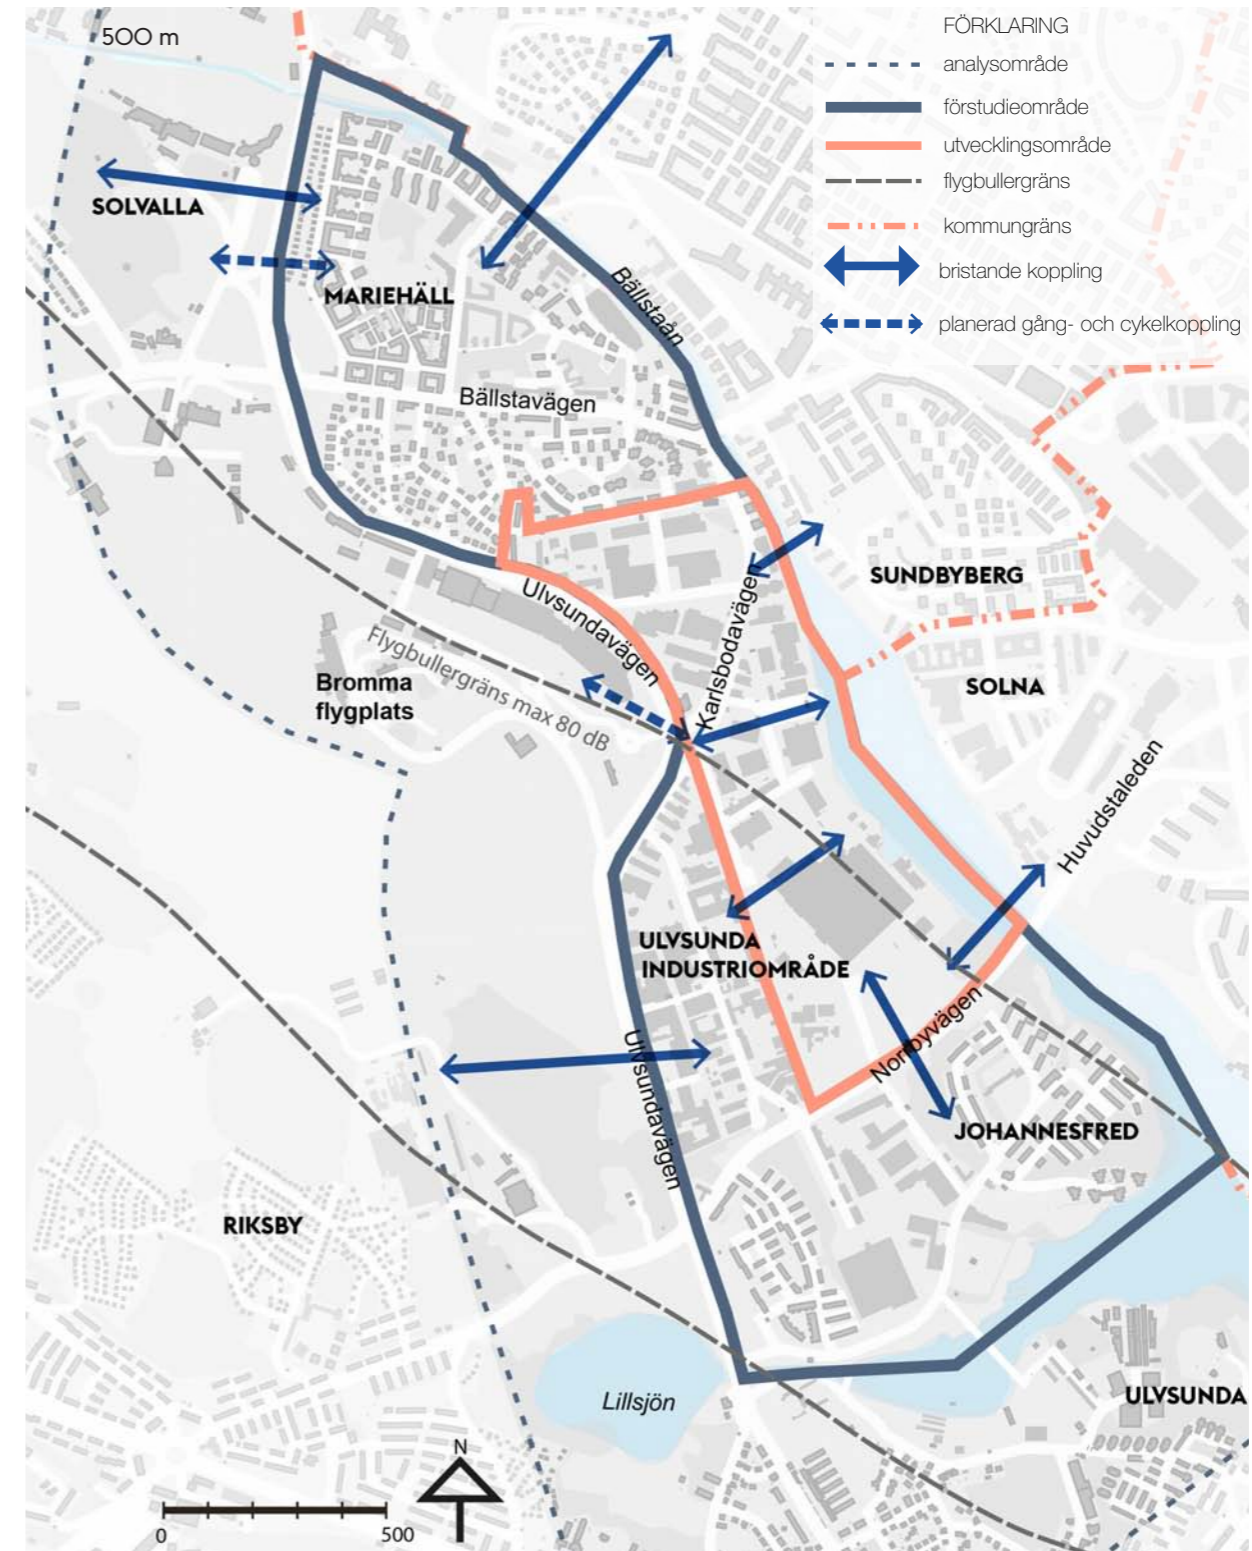 500 m
FÖRKLARING
analysområde
förstudieområde
utvecklingsområde
flygbullergräns
kommungräns
bristande koppling
planerad gång- och cykelkoppling
SOLVALLA
MARIEHÄLL
Bällstaån
Bällstavägen
SUNDBYBERG
Ulvsundavägen
Karlsbodavägen
Flygbullergräns max 80 dB
Bromma
flygplats
SOLNA
Huvudstaleden
ULVSUNDA
INDUSTRIOMRÅDE
Norrbyvägen
Ulvsundavägen
JOHANNESFRED
RIKSBY
Lillsjön
ULVSUNDA
N
0 500